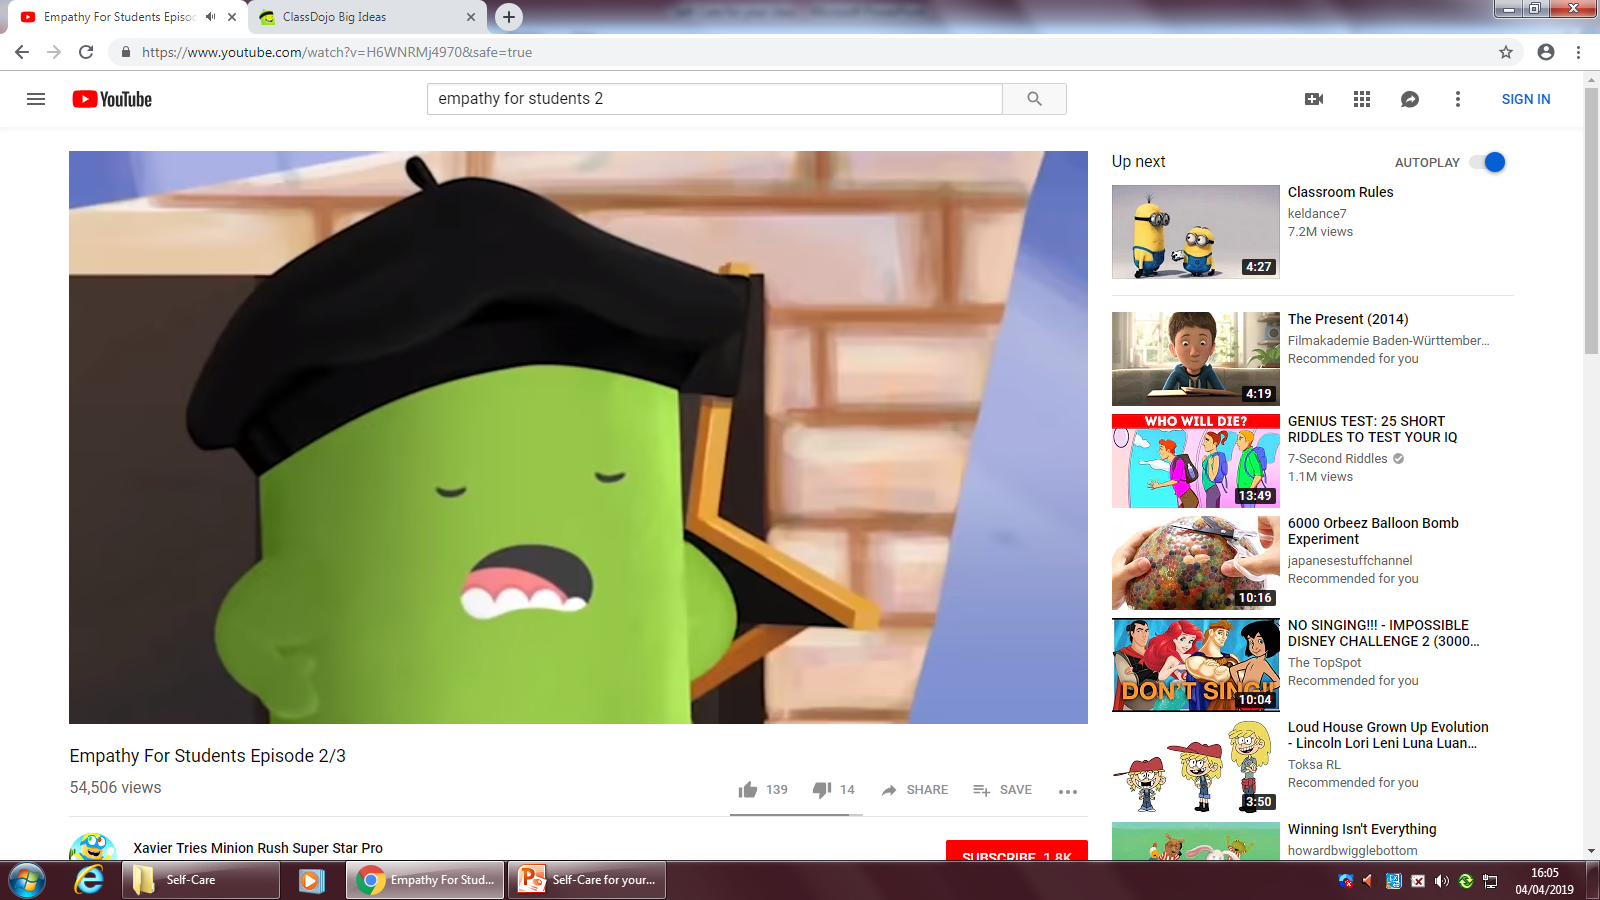 Empathy For Students Episod
ClassDojo Big Ideas
https://www.youtube.com/watch?v=H6WNRMj4970&safe=true
YouTube
empathy for students 2
SIGN IN
Up next
AUTOPLAY
Classroom Rules
keldance7
7.2M views
4:27
The Present (2014)
Filmakademie Baden-Württember...
Recommended for you
4:19
WHO WILL DIE?
13:49
GENIUS TEST: 25 SHORT
RIDDLES TO TEST YOUR IQ
7-Second Riddles
1.1M views
6000 Orbeez Balloon Bomb
Experiment
japanesestuffchannel
Recommended for you
10:16
NO SINGING!!! - IMPOSSIBLE
DISNEY CHALLENGE 2 (3000...
The TopSpot
Recommended for you
DON'T SING!!
10:04
Loud House Grown Up Evolution
- Lincoln Lori Leni Luna Luan...
Toksa RL
Recommended for you
3:50
Winning Isn't Everything
howardbwigglebottom
Empathy For Students Episode 2/3
54,506 views
139
14
SHARE
SAVE
Xavier Tries Minion Rush Super Star Pro
SUBSCRIBE 1.8K
Self-Care
Empathy For Stud...
Self-Care for your...
16:05
04/04/2019